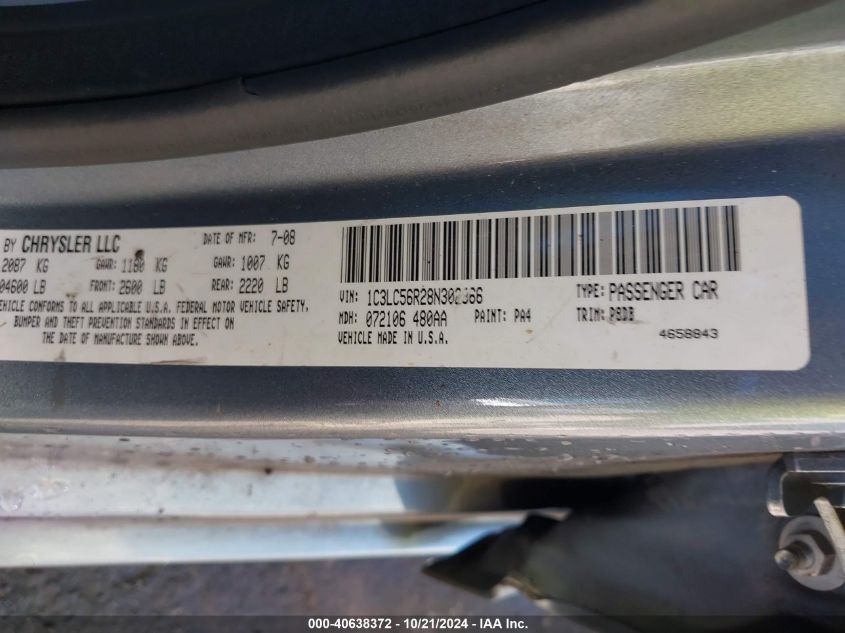 BY CHRYSLER LLC DATE OF MFR: 7-08
2087 KG GAWR: 1180 KG GAWR: 1007 KG
04600 LB FRONT: 2600 LB REAR: 2220 LB
VEHICLE CONFORMS TO ALL APPLICABLE U.S.A. FEDERAL MOTOR VEHICLE SAFETY,
BUMPER AND THEFT PREVENTION STANDARDS IN EFFECT ON
THE DATE OF MANUFACTURE SHOWN ABOVE.
VIN: TYPE: PASSENGER CAR
MDH: 072106 480AA PAINT: PA4 TRIM: P9DB
VEHICLE MADE IN U.S.A. 4658843
000-40638372 - 10/21/2024 - IAA Inc.